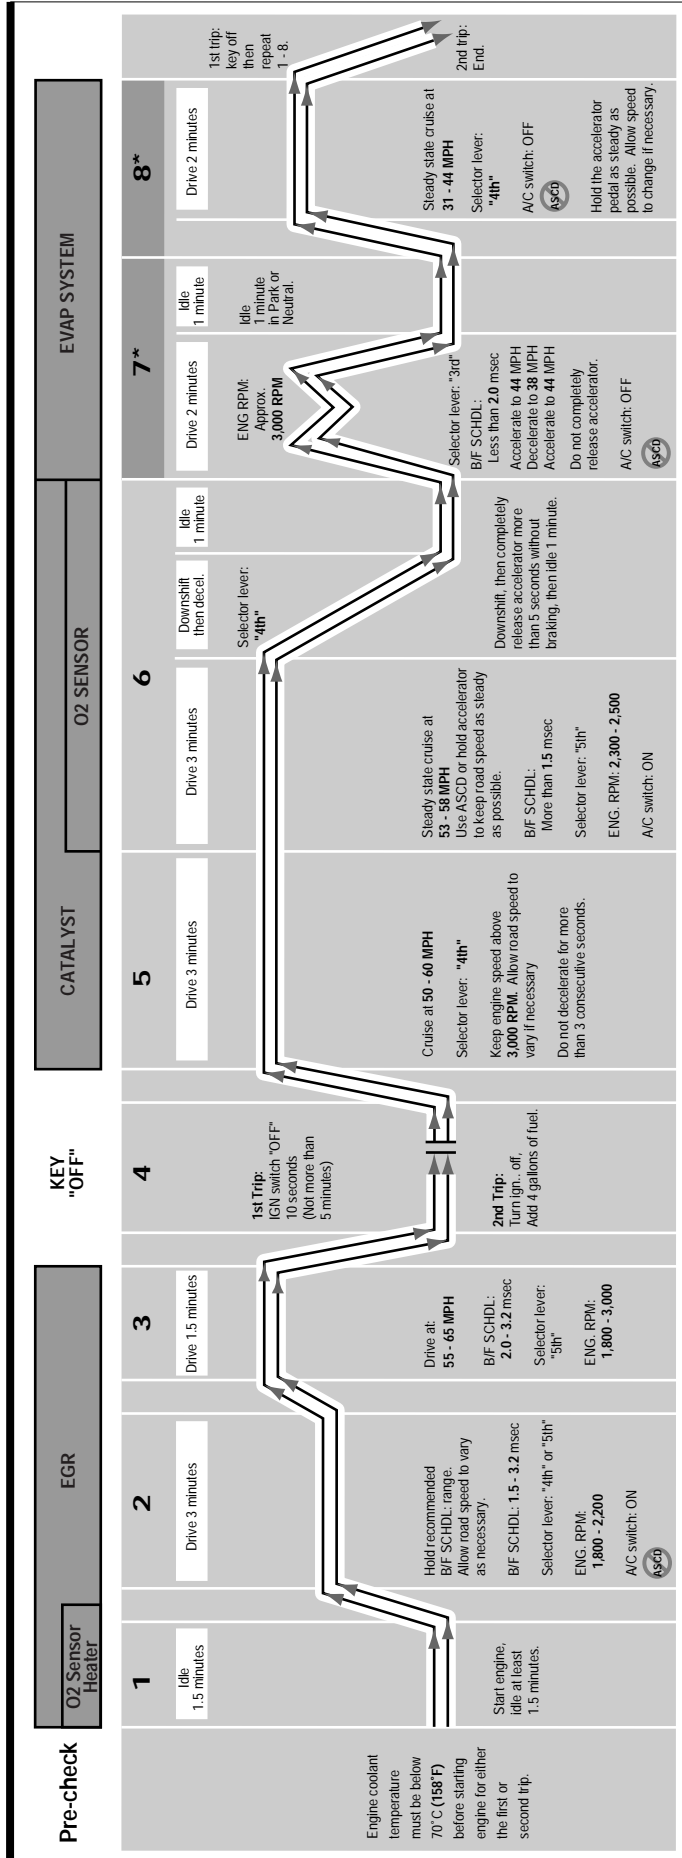 Pre-check
O2 Sensor
Heater
EGR
KEY
"OFF"
CATALYST
O2 SENSOR
EVAP SYSTEM
Engine coolant
temperature
must be below
70˚C (158˚F)
before starting
engine for either
the first or
second trip.
1
Idle
1.5 minutes
Start engine,
idle at least
1.5 minutes.
2
Drive 3 minutes
Hold recommended
B/F SCHDL: range.
Allow road speed to vary
as necessary.
B/F SCHDL: 1.5 - 3.2 msec
Selector lever: "4th" or "5th"
ENG. RPM:
1,800 - 2,200
A/C switch: ON
ASCD
3
Drive 1.5 minutes
Drive at:
55 - 65 MPH
B/F SCHDL:
2.0 - 3.2 msec
Selector lever:
"5th"
ENG. RPM:
1,800 - 3,000
4
1st Trip:
IGN switch "OFF"
10 seconds
(Not more than
5 minutes)
2nd Trip:
Turn ign.. off,
Add 4 gallons of fuel.
5
Drive 3 minutes
Cruise at 50 - 60 MPH
Selector lever: "4th"
Keep engine speed above
3,000 RPM. Allow road speed to
vary if necessary
Do not decelerate for more
than 3 consecutive seconds.
6
Drive 3 minutes
Steady state cruise at
53 - 58 MPH
Use ASCD or hold accelerator
to keep road speed as steady
as possible.
B/F SCHDL:
More than 1.5 msec
Selector lever: "5th"
ENG. RPM: 2,300 - 2,500
A/C switch: ON
Downshift
then decel.
Selector lever:
"4th"
Idle
1 minute
Downshift, then completely
release accelerator more
than 5 seconds without
braking, then idle 1 minute.
7*
Drive 2 minutes
ENG RPM:
Approx.
3,000 RPM
Selector lever: "3rd"
B/F SCHDL:
Less than 2.0 msec
Accelerate to 44 MPH
Decelerate to 38 MPH
Accelerate to 44 MPH
Do not completely
release accelerator.
A/C switch: OFF
ASCD
Idle
1 minute
Idle
1 minute
in Park or
Neutral.
8*
Drive 2 minutes
Steady state cruise at
31 - 44 MPH
Selector lever:
"4th"
A/C switch: OFF
ASCD
Hold the accelerator
pedal as steady as
possible. Allow speed
to change if necessary.
1st trip:
key off
then
repeat
1 - 8.
2nd trip:
End.